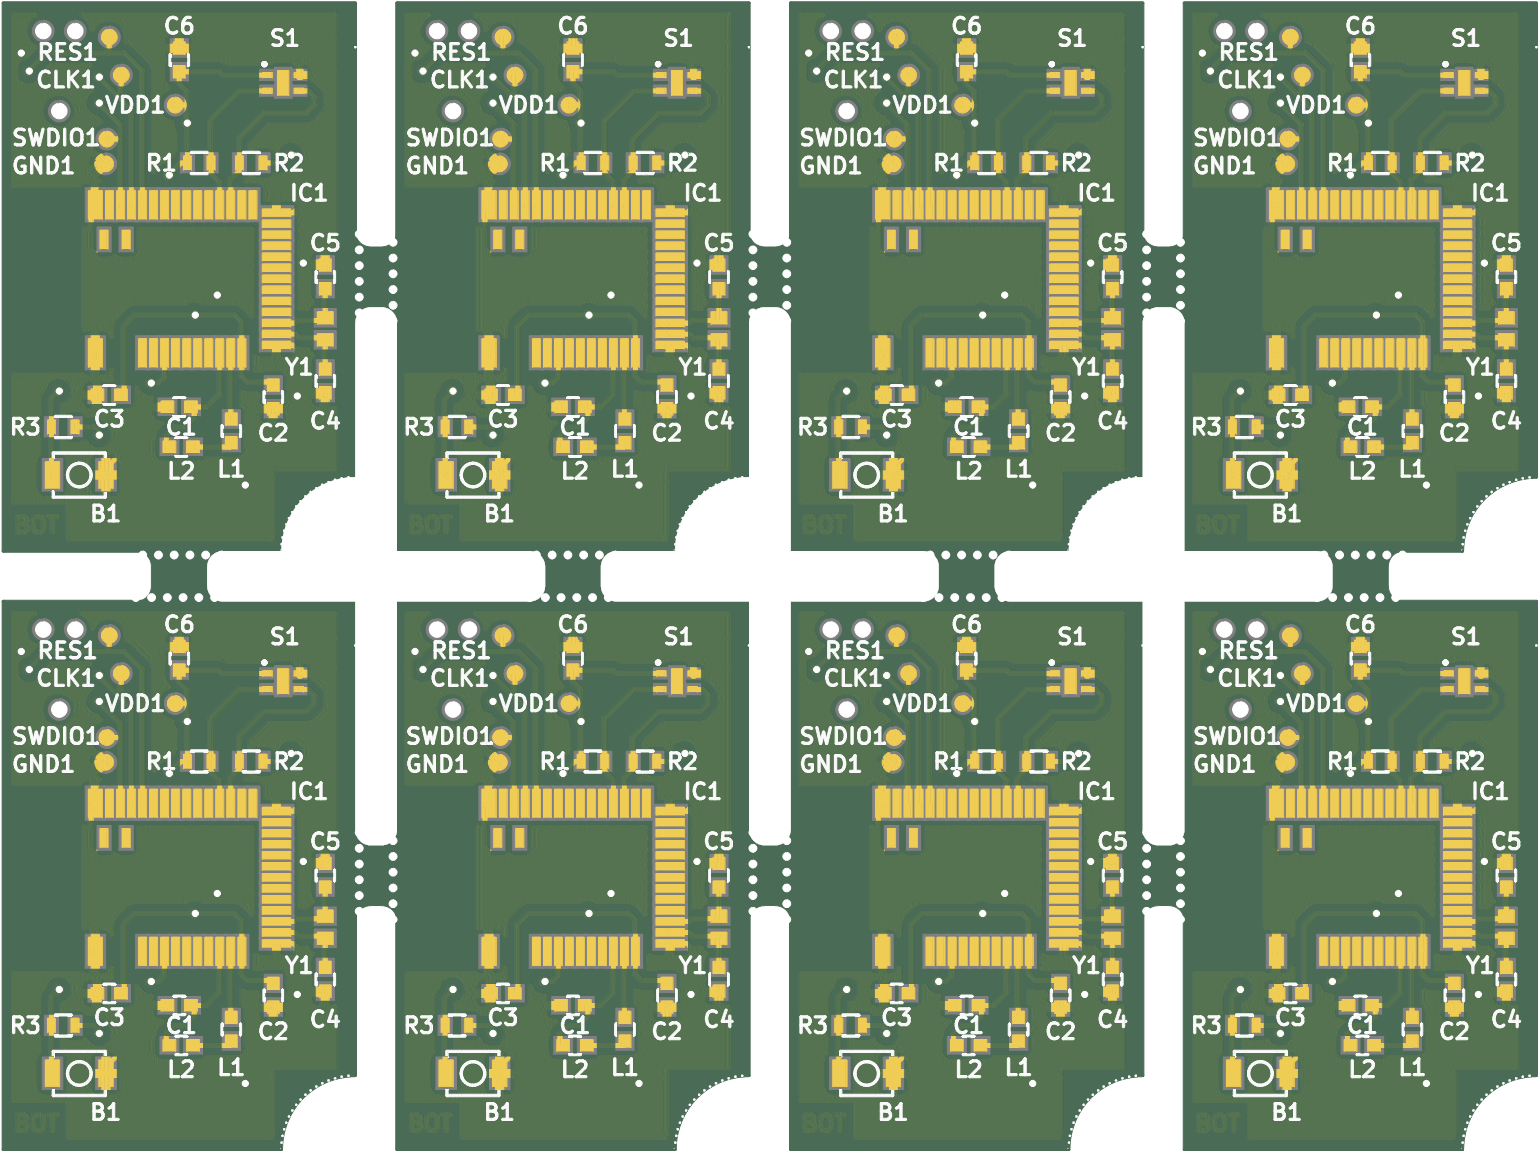 C6 C6 C6 C6
S1 S1 S1 S1
RES1 RES1 RES1 RES1
CLK1 CLK1 CLK1 CLK1
VDD1 VDD1 VDD1 VDD1
SWDIO1 SWDIO1 SWDIO1 SWDIO1
GND1 R1 R2 GND1 R1 R2 GND1 R1 R2 GND1 R1 R2
IC1 IC1 IC1 IC1
C5 C5 C5 C5
Y1 Y1 Y1 Y1
C3 C4 C3 C4 C3 C4 C3 C4
R3 C1 C2 R3 C1 C2 R3 C1 C2 R3 C1 C2
L2 L1 L2 L1 L2 L1 L2 L1
B1 B1 B1 B1
BOT BOT BOT BOT
C6 C6 C6 C6
S1 S1 S1 S1
RES1 RES1 RES1 RES1
CLK1 CLK1 CLK1 CLK1
VDD1 VDD1 VDD1 VDD1
SWDIO1 SWDIO1 SWDIO1 SWDIO1
GND1 R1 R2 GND1 R1 R2 GND1 R1 R2 GND1 R1 R2
IC1 IC1 IC1 IC1
C5 C5 C5 C5
Y1 Y1 Y1 Y1
C3 C4 C3 C4 C3 C4 C3 C4
R3 C1 C2 R3 C1 C2 R3 C1 C2 R3 C1 C2
L2 L1 L2 L1 L2 L1 L2 L1
B1 B1 B1 B1
BOT BOT BOT BOT